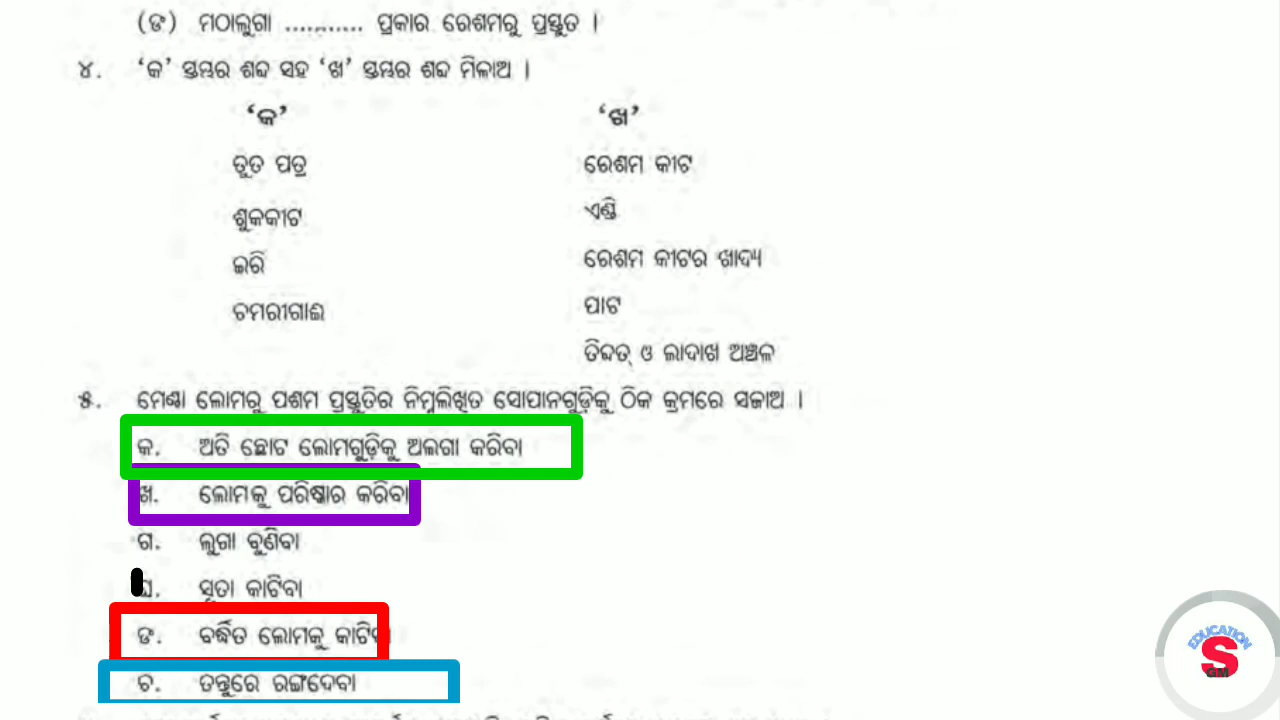 (ଙ) ମଠାଲୁଗା ........... ପ୍ରକାର ରେଶମରୁ ପ୍ରସ୍ତୁତ ।
୪. ‘କ’ ସ୍ତମ୍ଭର ଶବ୍ଦ ସହ ‘ଖ’ ସ୍ତମ୍ଭର ଶବ୍ଦ ମିଳାଅ ।
‘କ’ ‘ଖ’
ତୁତ ପତ୍ର ରେଶମ କୀଟ
ଶୁକକୀଟ ଏଣ୍ଡି
ଇରି ରେଶମ କୀଟର ଖାଦ୍ୟ
ଚମରୀଗାଈ ପାଟ
ତିବ୍ବତ୍ ଓ ଲାଦାଖ ଅଞ୍ଚଳ
୫. ମେଣ୍ଢା ଲୋମରୁ ପଶମ ପ୍ରସ୍ତୁତିର ନିମ୍ନଲିଖିତ ସୋପାନଗୁଡ଼ିକୁ ଠିକ କ୍ରମରେ ସଜାଅ ।
କ. ଅତି ଛୋଟ ଲୋମଗୁଡ଼ିକୁ ଅଲଗା କରିବା
ଖ. ଲୋମକୁ ପରିଷ୍କାର କରିବା
ଗ. ଲୁଗା ବୁଣିବା
ଘ. ସୂତା କାଟିବା
ଙ. ବର୍ଦ୍ଧିତ ଲୋମକୁ କାଟିବା
ଚ. ତନ୍ତୁରେ ରଙ୍ଗଦେବା
EDUCATION
S
GM